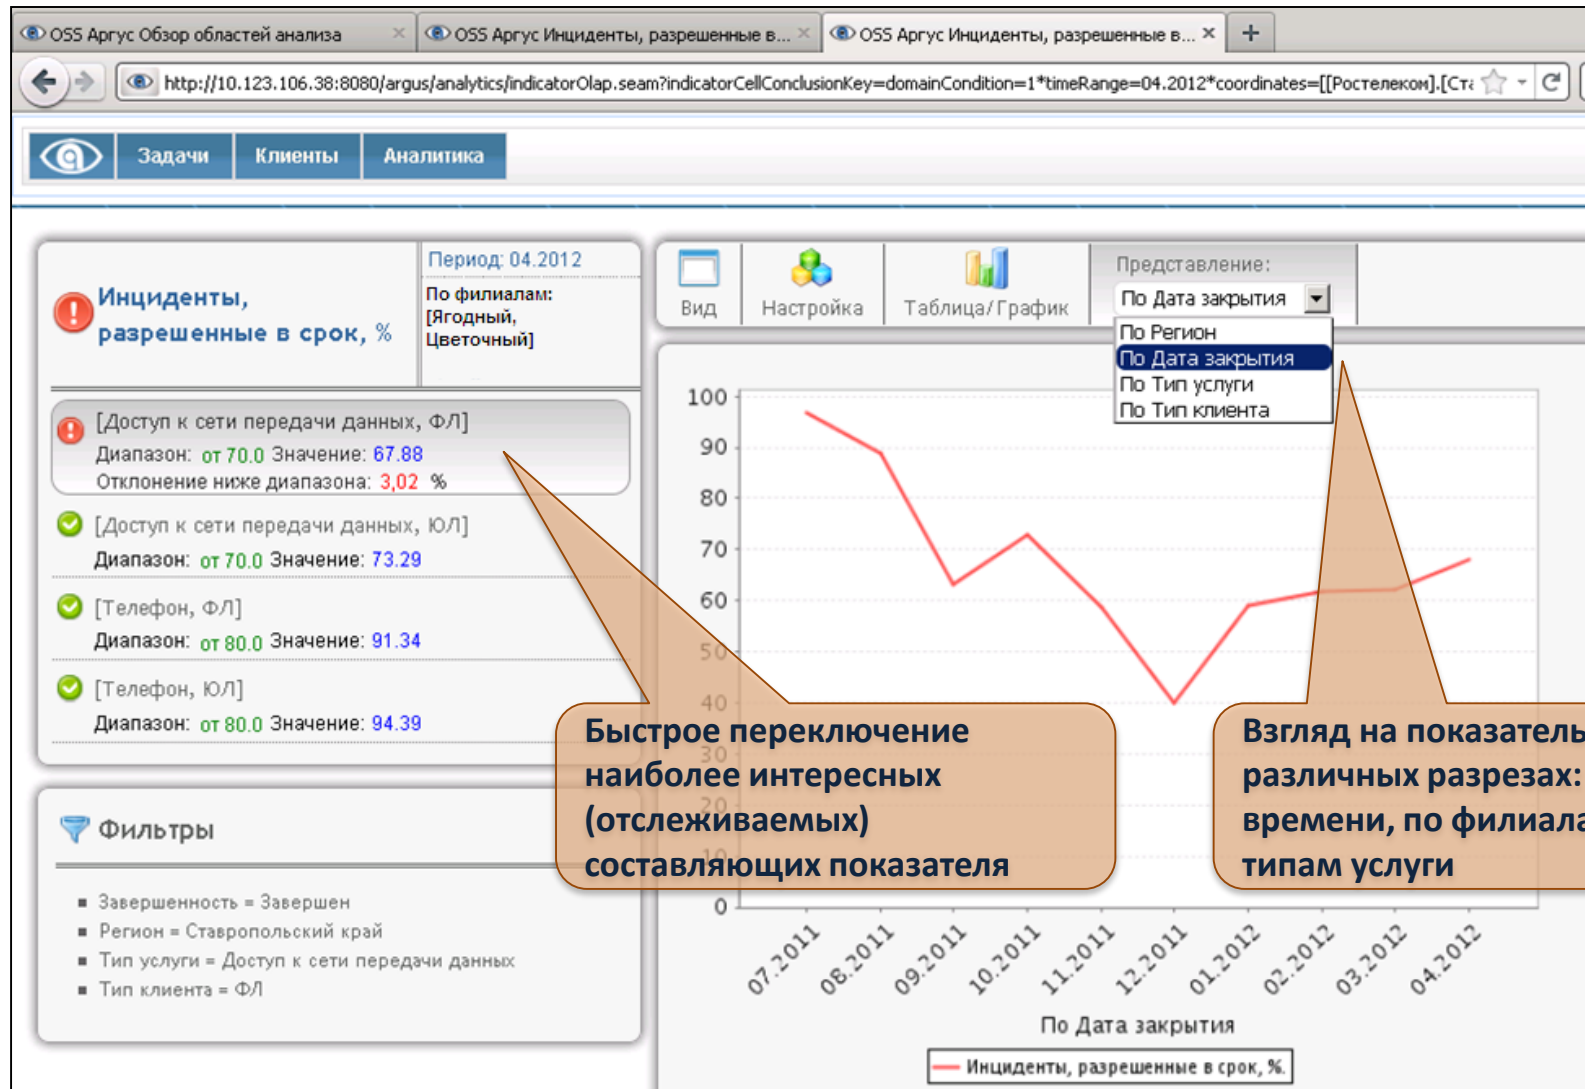 OSS Аргус Обзор областей анализа
OSS Аргус Инциденты, разрешенные в...
OSS Аргус Инциденты, разрешенные в...
http://10.123.106.38:8080/argus/analytics/indicatorOlap.seam?indicatorCellConclusionKey=domainCondition=1*timeRange=04.2012*coordinates=[[Ростелеком].[Ста
Задачи Клиенты Аналитика
Инциденты,
разрешенные в срок, %
Период: 04.2012
По филиалам:
[Ягодный,
Цветочный]
[Доступ к сети передачи данных, ФЛ]
Диапазон: от 70.0 Значение: 67.88
Отклонение ниже диапазона: 3,02 %
[Доступ к сети передачи данных, ЮЛ]
Диапазон: от 70.0 Значение: 73.29
[Телефон, ФЛ]
Диапазон: от 80.0 Значение: 91.34
[Телефон, ЮЛ]
Диапазон: от 80.0 Значение: 94.39
Фильтры
Завершенность = Завершен
Регион = Ставропольский край
Тип услуги = Доступ к сети передачи данных
Тип клиента = ФЛ
Вид Настройка Таблица/График
Представление:
По Дата закрытия
По Регион
По Дата закрытия
По Тип услуги
По Тип клиента
100
90
80
70
60
50
40
30
20
10
0
Быстрое переключение
наиболее интересных
(отслеживаемых)
составляющих показателя
Взгляд на показатель
различных разрезах:
времени, по филиала
типам услуги
07.2011 08.2011 09.2011 10.2011 11.2011 12.2011 01.2012 02.2012 03.2012 04.2012
По Дата закрытия
Инциденты, разрешенные в срок, %.